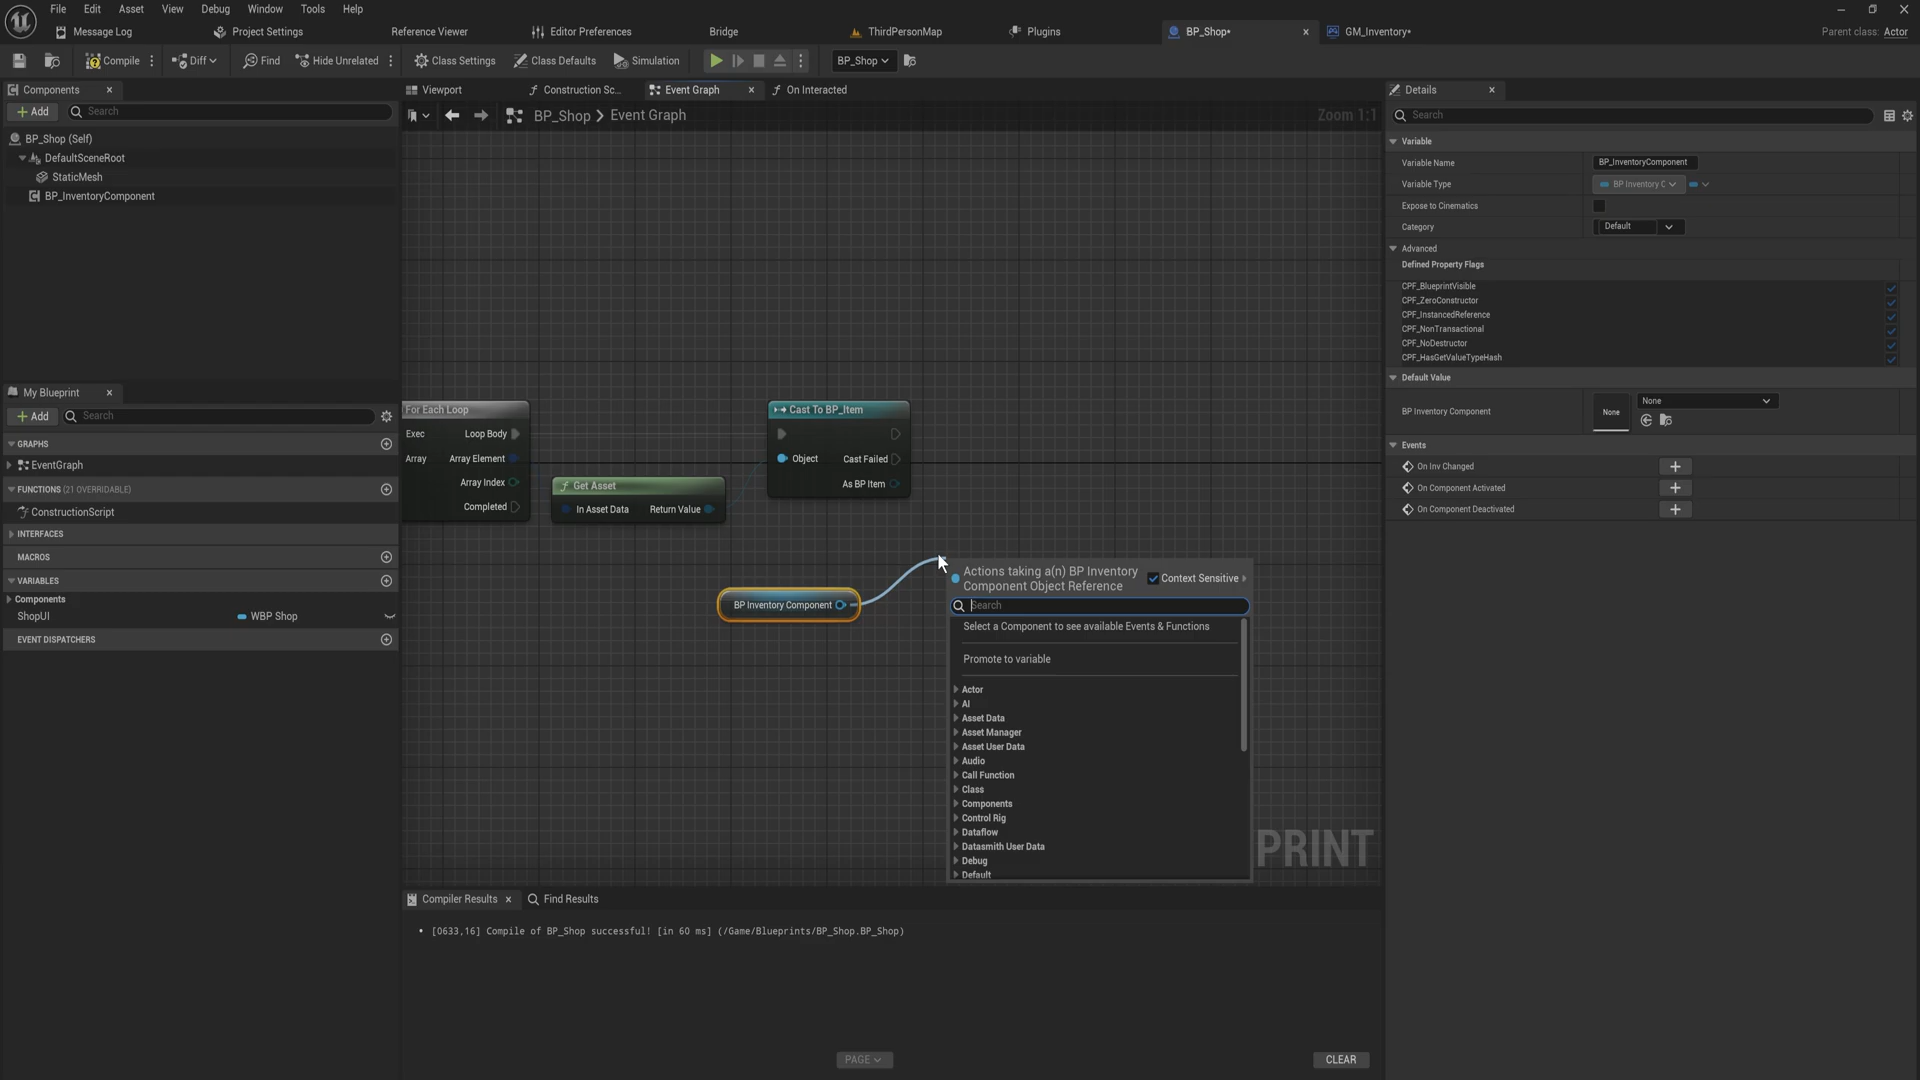 File Edit Asset View Debug Window Tools Help
Message Log Project Settings Reference Viewer Editor Preferences Bridge ThirdPersonMap Plugins BP_Shop* GM_Inventory* Parent class: Actor
Compile Diff Find Hide Unrelated Class Settings Class Defaults Simulation BP_Shop
Components
Add Search
BP_Shop (Self)
DefaultSceneRoot
StaticMesh
BP_InventoryComponent
My Blueprint
Add Search
GRAPHS
EventGraph
FUNCTIONS (21 OVERRIDABLE)
ConstructionScript
INTERFACES
MACROS
VARIABLES
Components
ShopUI WBP Shop
EVENT DISPATCHERS
Viewport Construction Sc... Event Graph On Interacted
BP_Shop > Event Graph Zoom 1:1
For Each Loop
Exec Loop Body
Array Array Element
Array Index
Completed
Get Asset
In Asset Data Return Value
Cast To BP_Item
Object Cast Failed
As BP Item
BP Inventory Component
Actions taking a(n) BP Inventory
Component Object Reference
Context Sensitive
Search
Select a Component to see available Events & Functions
Promote to variable
Actor
AI
Asset Data
Asset Manager
Asset User Data
Audio
Call Function
Class
Components
Control Rig
Dataflow
Datasmith User Data
Debug
Default
PRINT
Compiler Results Find Results
• [0633,16] Compile of BP_Shop successful! [in 60 ms] (/Game/Blueprints/BP_Shop.BP_Shop)
PAGE CLEAR
Details
Search
Variable
Variable Name BP_InventoryComponent
Variable Type BP Inventory C
Expose to Cinematics
Category Default
Advanced
Defined Property Flags
CPF_BlueprintVisible
CPF_ZeroConstructor
CPF_InstancedReference
CPF_NonTransactional
CPF_NoDestructor
CPF_HasGetValueTypeHash
Default Value
BP Inventory Component None None
Events
On Inv Changed
On Component Activated
On Component Deactivated